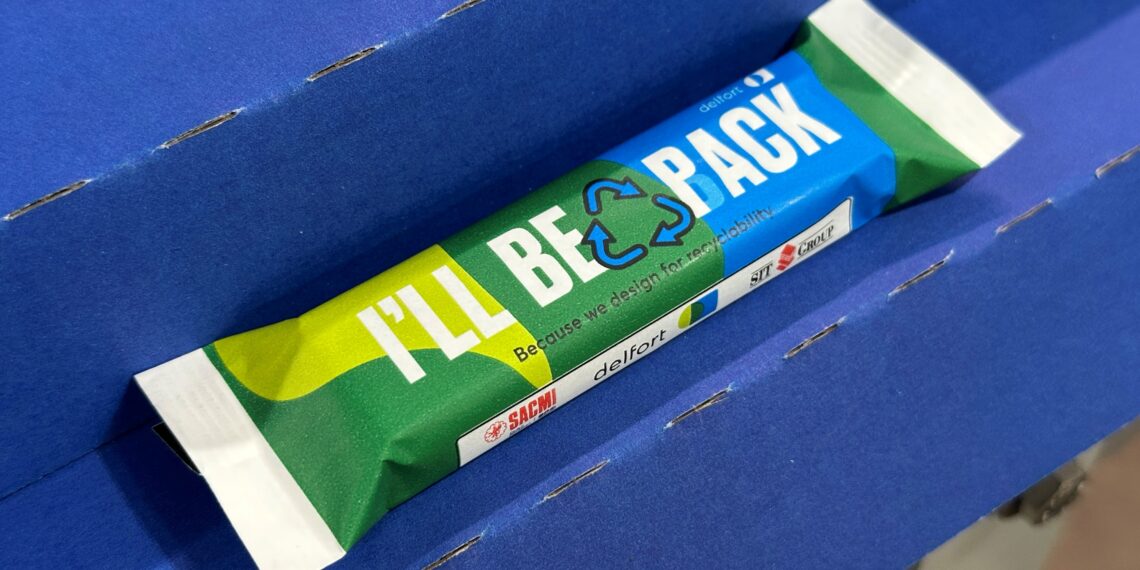 delfort
I'LL BE BACK
Because we design for recyclability
SACMI
delfort
SIT GROUP